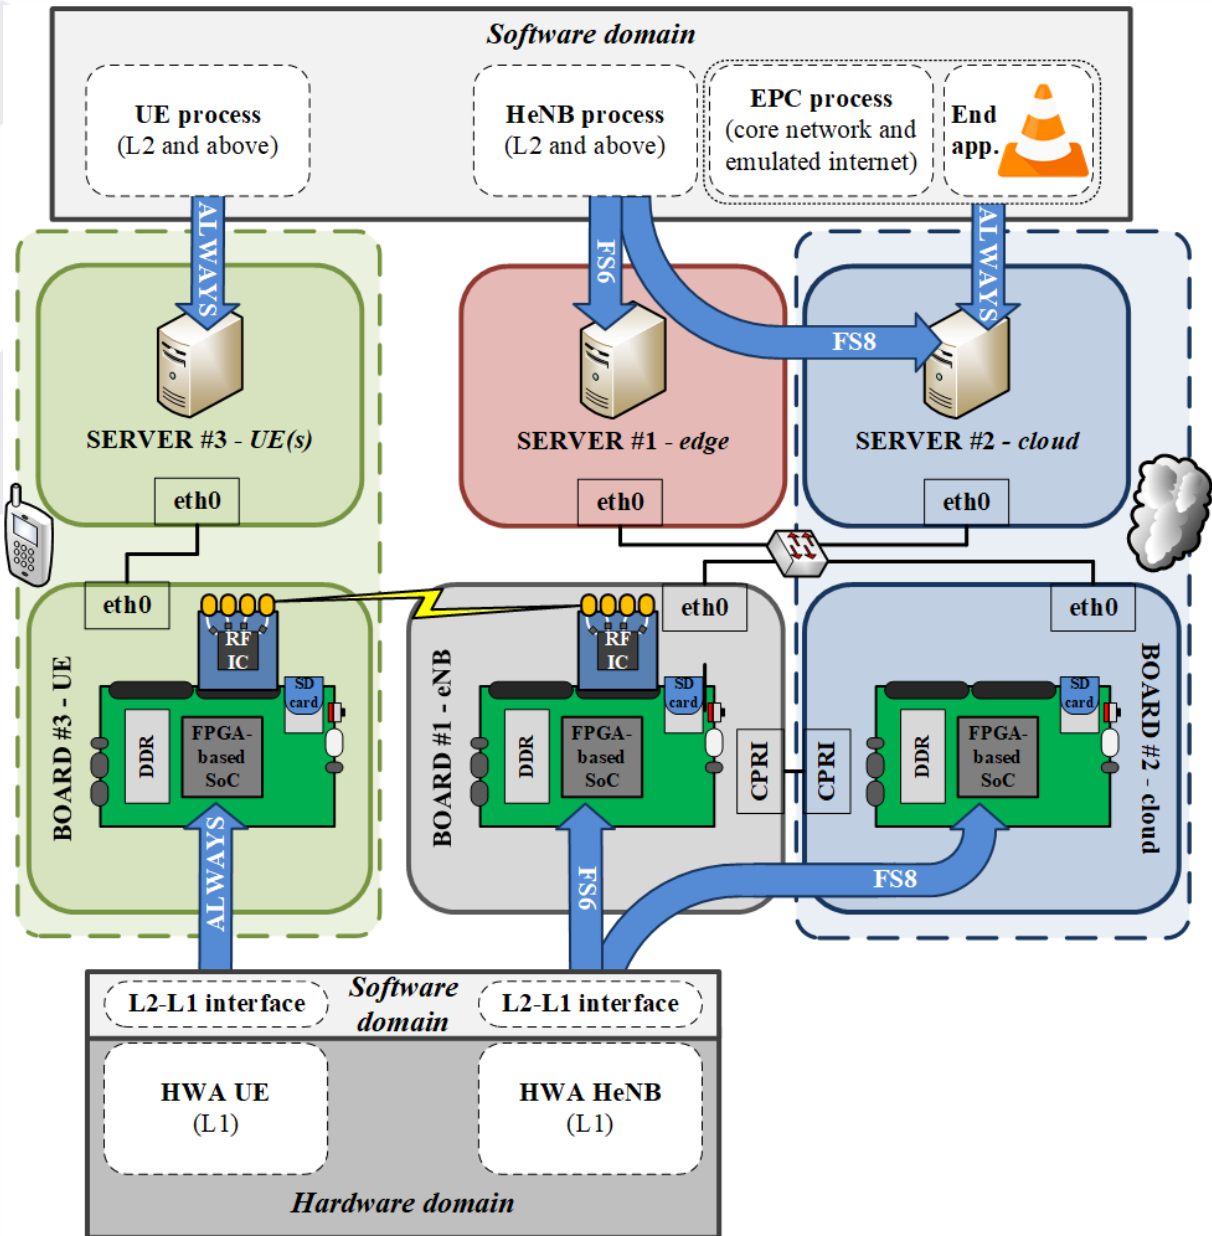 Software domain
UE process
(L2 and above)
HeNB process
(L2 and above)
EPC process
(core network and
emulated internet)
End
app.
ALWAYS
FS6
FS8
ALWAYS
SERVER #3 - UE(s)
SERVER #1 - edge
SERVER #2 - cloud
eth0
eth0
eth0
eth0
eth0
eth0
BOARD #3 - UE
RF
IC
SD
card
DDR
FPGA-
based
SoC
BOARD #1 - eNB
RF
IC
SD
card
DDR
FPGA-
based
SoC
CPRI
CPRI
SD
card
DDR
FPGA-
based
SoC
BOARD #2 - cloud
ALWAYS
FS6
FS8
L2-L1 interface
Software
domain
L2-L1 interface
HWA UE
(L1)
HWA HeNB
(L1)
Hardware domain